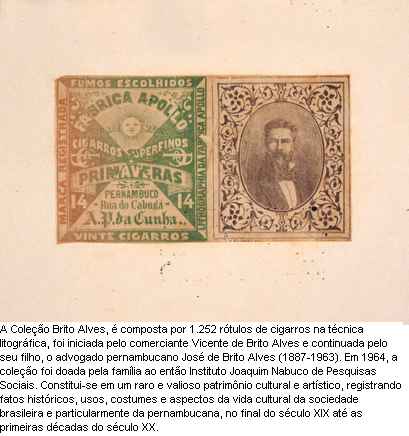 FUMOS ESCOLHIDOS
FABRICA APOLLO
CIGARROS SUPERFINOS
PRIMAVERAS
14 PERNAMBUCO 14
Rua do Cabugá
A.P. da Cunha.
VINTE CIGARROS
MARCA REGISTRADA
LITHOGRAPHIA DA FABRICA APOLLO
A Coleção Brito Alves, é composta por 1.252 rótulos de cigarros na técnica
litográfica, foi iniciada pelo comerciante Vicente de Brito Alves e continuada pelo
seu filho, o advogado pernambucano José de Brito Alves (1887-1963). Em 1964, a
coleção foi doada pela família ao então Instituto Joaquim Nabuco de Pesquisas
Sociais. Constitui-se em um raro e valioso patrimônio cultural e artístico, registrando
fatos históricos, usos, costumes e aspectos da vida cultural da sociedade
brasileira e particularmente da pernambucana, no final do século XIX até as
primeiras décadas do século XX.